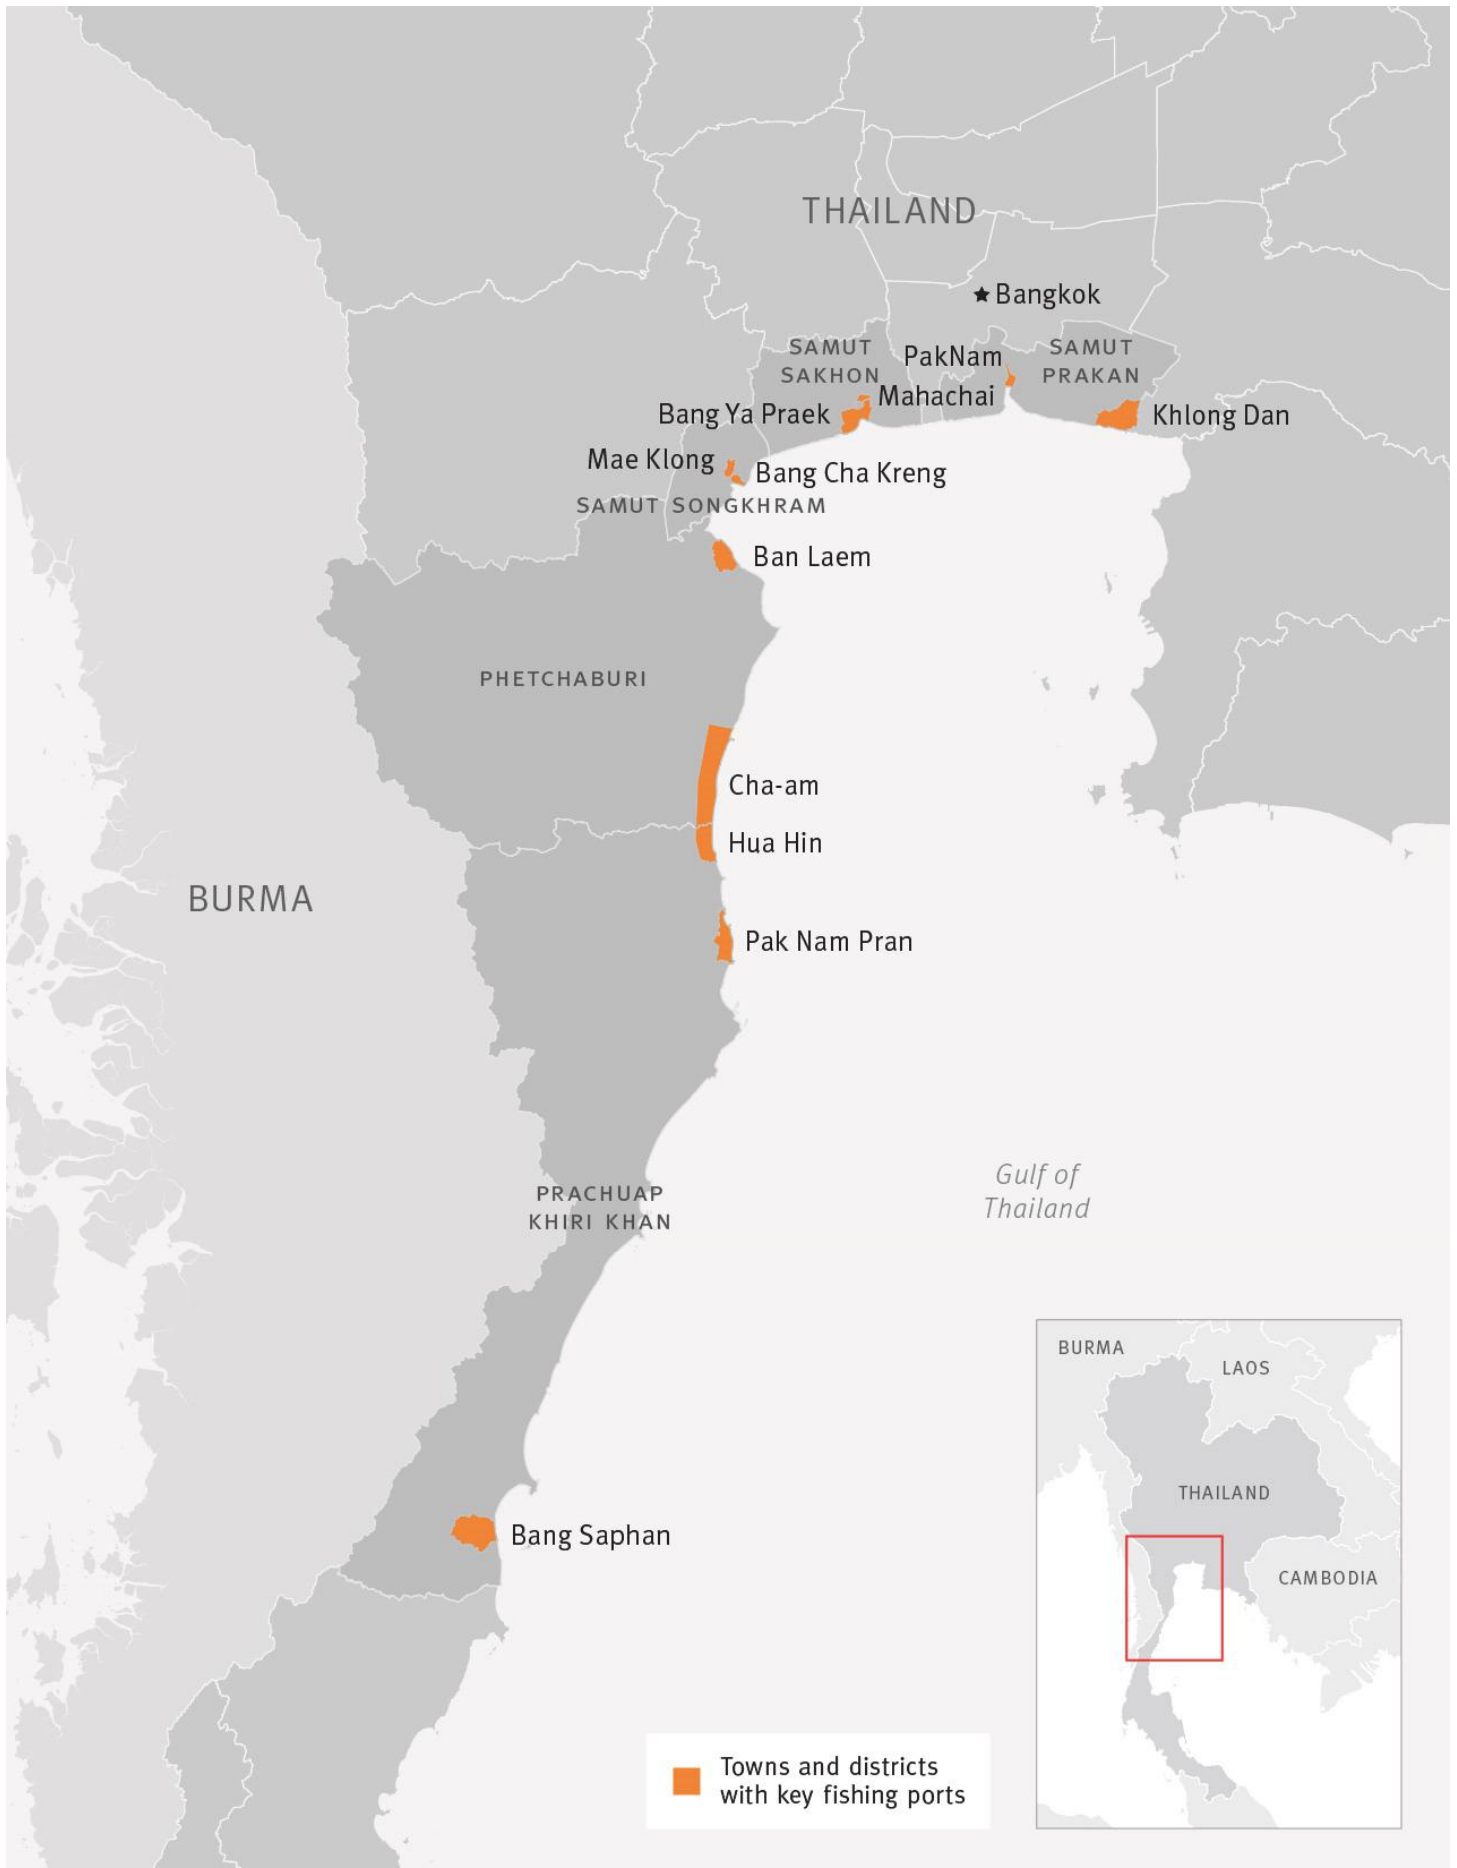 THAILAND
Bangkok
SAMUT
SAKHON
PakNam
SAMUT
PRAKAN
Mahachai
Bang Ya Praek
Khlong Dan
Mae Klong
Bang Cha Kreng
SAMUT SONGKHRAM
Ban Laem
PHETCHABURI
Cha-am
Hua Hin
BURMA
Pak Nam Pran
Gulf of
Thailand
PRACHUAP
KHIRI KHAN
Bang Saphan
BURMA
LAOS
THAILAND
CAMBODIA
Towns and districts
with key fishing ports